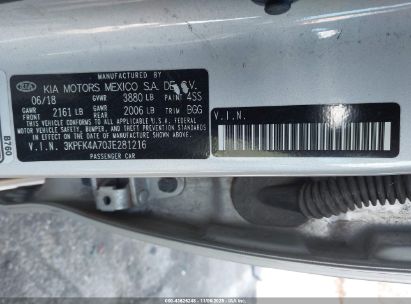 MANUFACTURED BY
KIA KIA MOTORS MEXICO S.A. DE C.V.
06/18 GVWR 3880 LB PAINT 4SS
GAWR FRONT 2161 LB GAWR REAR 2006 LB TRIM BGG
THIS VEHICLE CONFORMS TO ALL APPLICABLE
U.S. FEDERAL MOTOR VEHICLE SAFETY, BUMPER,
AND THEFT PREVENTION STANDARDS IN EFFECT ON
THE DATE OF MANUFACTURE SHOWN ABOVE.
V.I.N. 3KPFK4A70JE281216
PASSENGER CAR
V.I.N.
B760